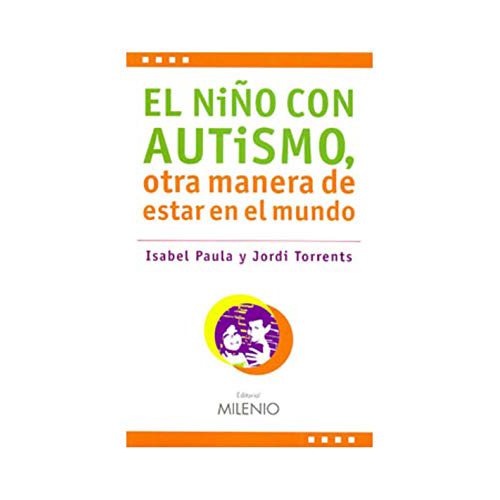 EL NiÑO CON
AUTiSMO,
otra manera de
estar en el mundo
Isabel Paula y Jordi Torrents
Editorial
MILENIO